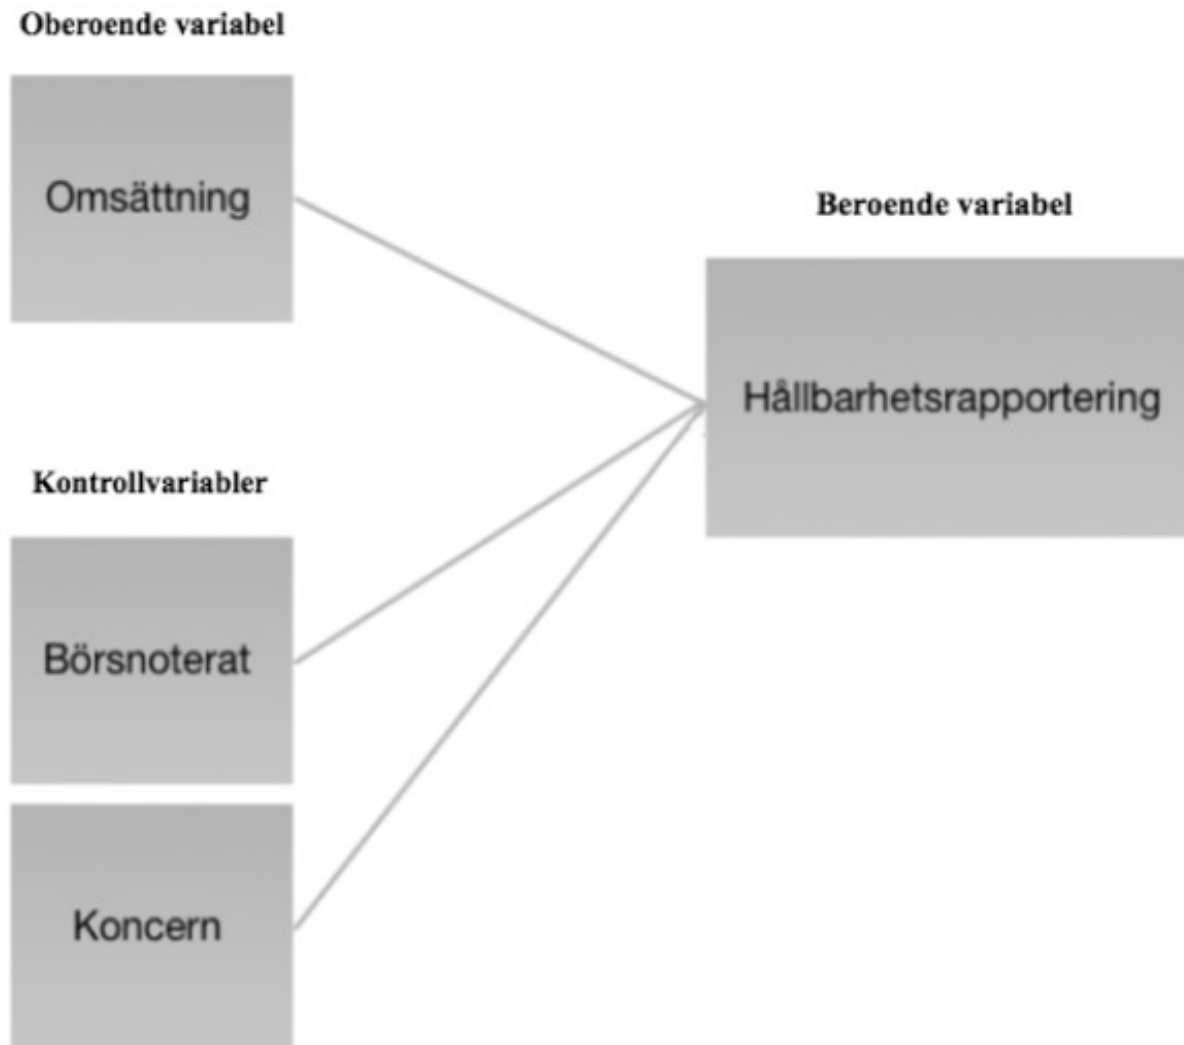 Oberoende variabel
Omsättning
Beroende variabel
Hållbarhetsrapportering
Kontrollvariabler
Börsnoterat
Koncern